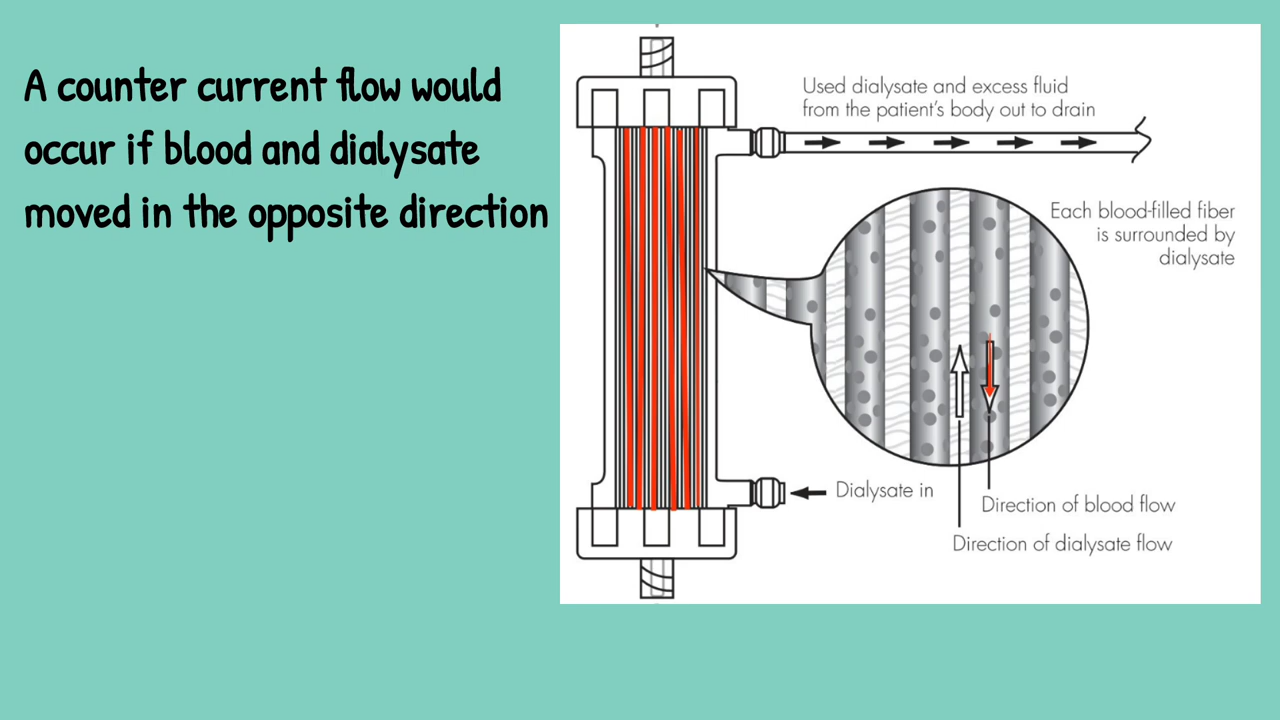 A counter current flow would
occur if blood and dialysate
moved in the opposite direction
Used dialysate and excess fluid
from the patient's body out to drain
Each blood-filled fiber
is surrounded by
dialysate
Dialysate in
Direction of blood flow
Direction of dialysate flow